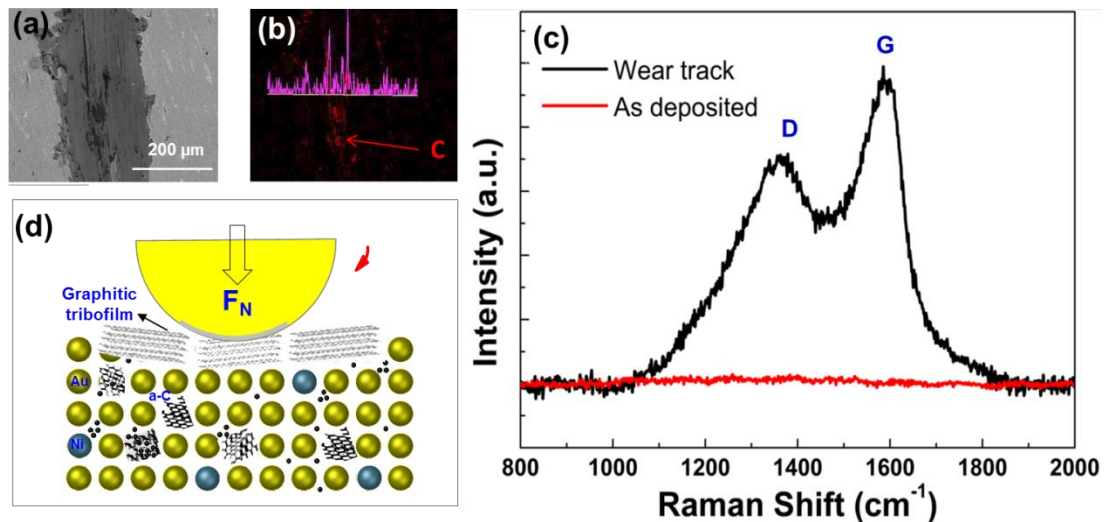 (a)
200 µm
(b)
C
(c)
D
G
Wear track
As deposited
Intensity (a.u.)
800
1000
1200
1400
1600
1800
2000
Raman Shift (cm⁻¹)
(d)
F_N
Graphitic
tribofilm
Au
a-C
Ni